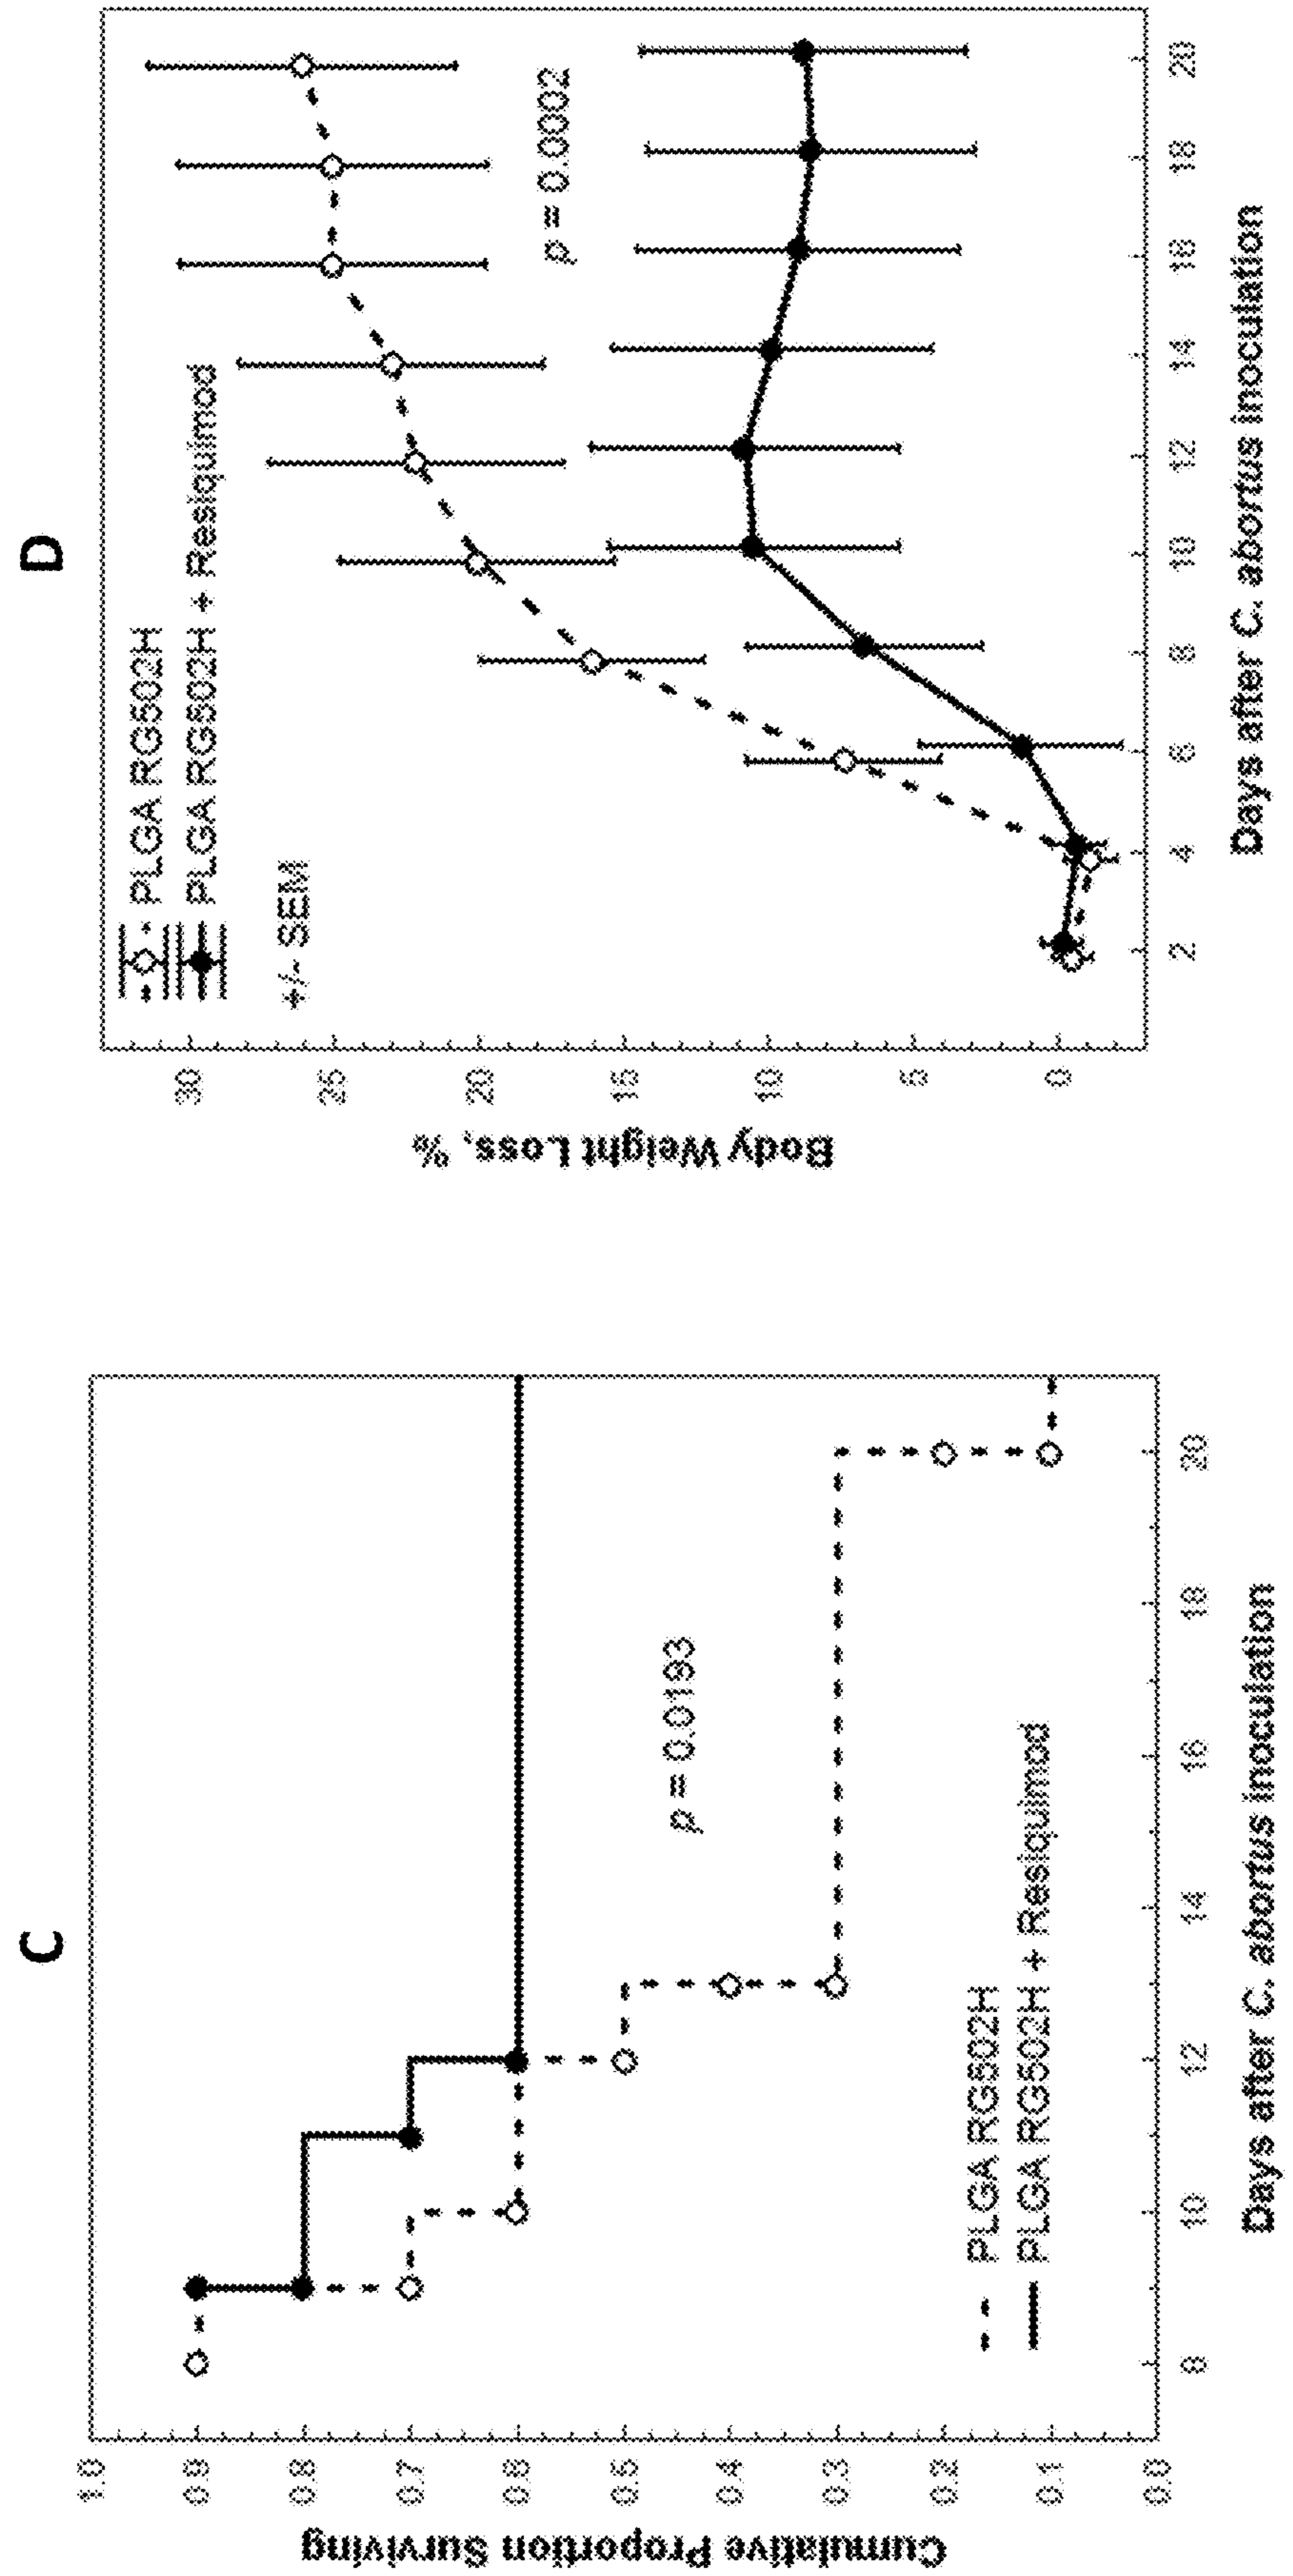 C
Cumulative Proportion Surviving
1.0
0.9
0.8
0.7
0.6
0.5
0.4
0.3
0.2
0.1
0.0
p = 0.0193
PLGA RG502H
PLGA RG502H + Resiquimod
8 10 12 14 16 18 20
Days after C. abortus inoculation
D
Body Weight Loss, %
30
25
20
15
10
5
0
PLGA RG502H
PLGA RG502H + Resiquimod
+/- SEM
p = 0.0002
2 4 6 8 10 12 14 16 18 20
Days after C. abortus inoculation